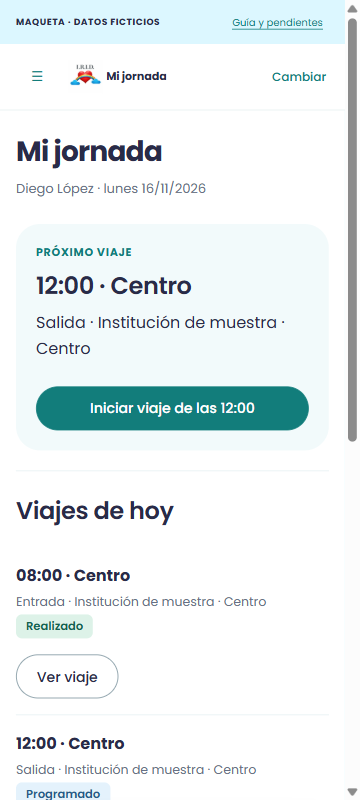 MAQUETA · DATOS FICTICIOS
Guía y pendientes
☰
I.R.I.D.
Mi jornada
Cambiar
Mi jornada
Diego López · lunes 16/11/2026
PRÓXIMO VIAJE
12:00 · Centro
Salida · Institución de muestra ·
Centro
Iniciar viaje de las 12:00
Viajes de hoy
08:00 · Centro
Entrada · Institución de muestra · Centro
Realizado
Ver viaje
12:00 · Centro
Salida · Institución de muestra · Centro
Programado